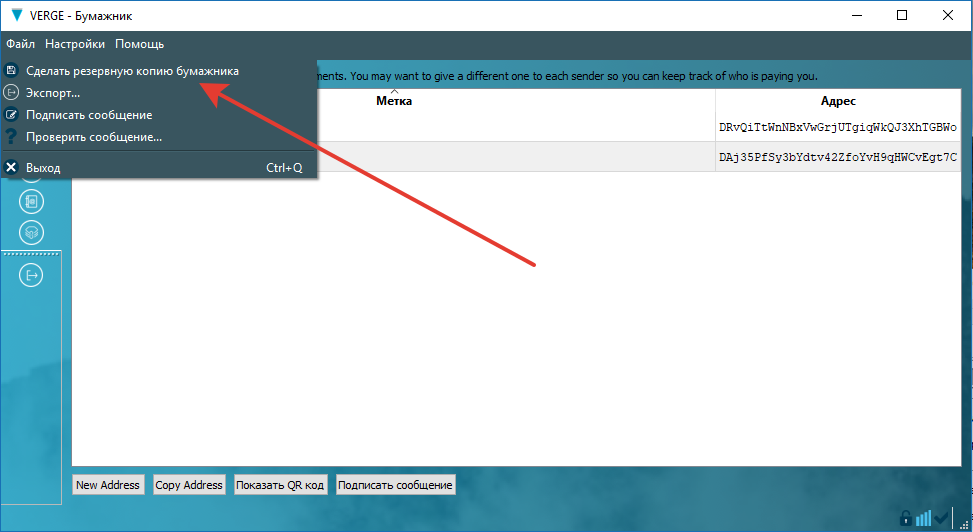 VERGE - Бумажник
Файл Настройки Помощь
Сделать резервную копию бумажника
Экспорт...
Подписать сообщение
Проверить сообщение...
Выход Ctrl+Q
ments. You may want to give a different one to each sender so you can keep track of who is paying you.
Метка Адрес
DRvQiTtWnNBxVwGrjUTgiqWkQJ3XhTGBWo
DAj35PfSy3bYdtv42ZfoYvH9qHWCvEgt7C
New Address Copy Address Показать QR код Подписать сообщение